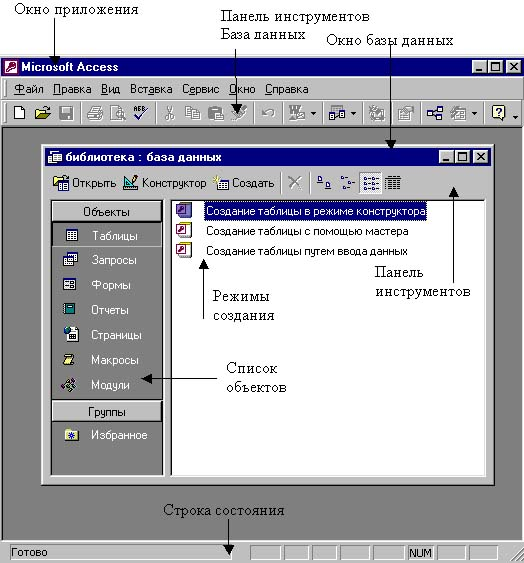 Окно приложения
Панель инструментов
База данных
Окно базы данных
Microsoft Access
Файл Правка Вид Вставка Сервис Окно Справка
библиотека : база данных
Открыть Конструктор Создать
Объекты
Таблицы
Запросы
Формы
Отчеты
Страницы
Макросы
Модули
Группы
Избранное
Создание таблицы в режиме конструктора
Создание таблицы с помощью мастера
Создание таблицы путем ввода данных
Панель
инструментов
Режимы
создания
Список
объектов
Строка состояния
Готово
NUM